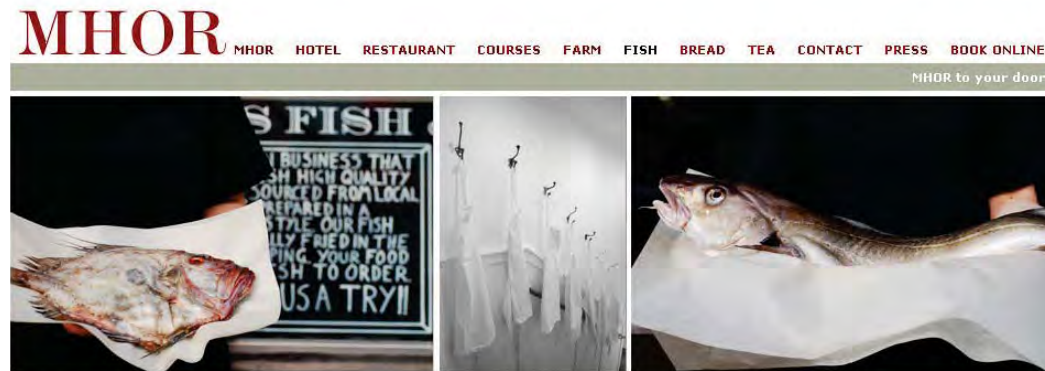 MHOR MHOR HOTEL RESTAURANT COURSES FARM FISH BREAD TEA CONTACT PRESS BOOK ONLINE
MHOR to your door
S FISH
BUSINESS THAT
SH HIGH QUALITY
SOURCED FROM LOCAL
PREPARED IN A
STYLE. OUR FISH
LLY FRIED IN THE
PING. YOUR FOOD
SH TO ORDER
US A TRY!!